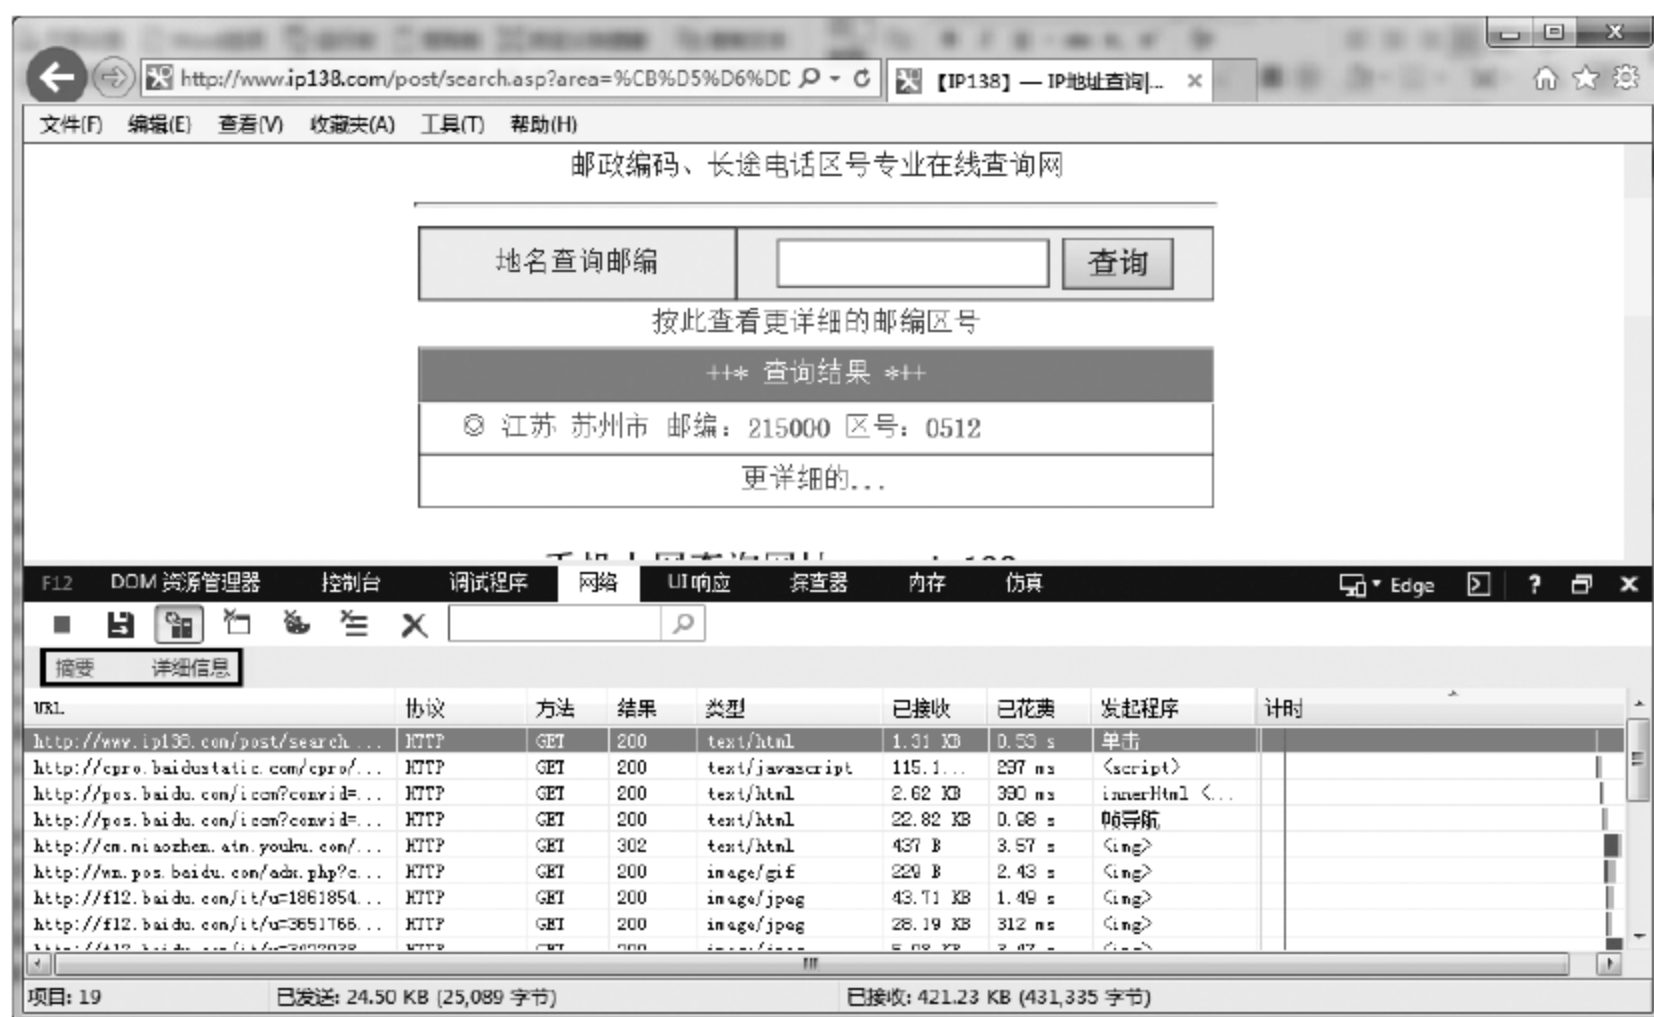 http://www.ip138.com/post/search.asp?area=%CB%D5%D6%DD
【IP138】 — IP地址查询|...
文件(F) 编辑(E) 查看(V) 收藏夹(A) 工具(T) 帮助(H)
邮政编码、长途电话区号专业在线查询网
地名查询邮编 查询
按此查看更详细的邮编区号
++* 查询结果 *++
◎ 江苏 苏州市 邮编：215000 区号：0512
更详细的...
F12 DOM 资源管理器 控制台 调试程序 网络 UI 响应 探查器 内存 仿真 Edge ?
摘要 详细信息
URL 协议 方法 结果 类型 已接收 已花费 发起程序 计时
http://www.ip138.com/post/search ... HTTP GET 200 text/html 1.31 KB 0.53 s 单击
http://cpro.baidustatic.com/cpro/... HTTP GET 200 text/javascript 115.1... 297 ms <script>
http://pos.baidu.com/iccm?conwid=... HTTP GET 200 text/html 2.62 KB 390 ms innerHtml <...
http://pos.baidu.com/iccm?conwid=... HTTP GET 200 text/html 22.82 KB 0.98 s 帧导航
http://cm.miaozhen.atm.youku.com/... HTTP GET 302 text/html 437 B 3.57 s <img>
http://wn.pos.baidu.com/adx.php?c... HTTP GET 200 image/gif 229 B 2.43 s <img>
http://f12.baidu.com/it/u=1861854... HTTP GET 200 image/jpeg 43.71 KB 1.49 s <img>
http://f12.baidu.com/it/u=3651766... HTTP GET 200 image/jpeg 28.19 KB 312 ms <img>
项目: 19 已发送: 24.50 KB (25,089 字节) 已接收: 421.23 KB (431,335 字节)